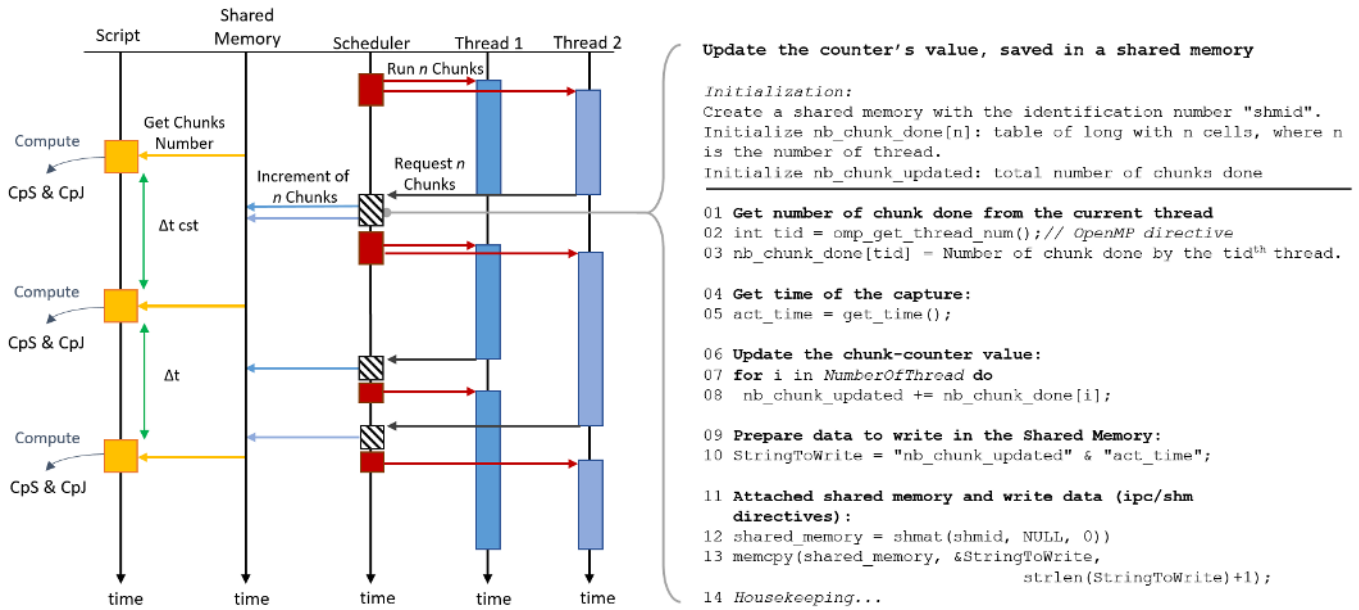 Script
Shared
Memory
Scheduler
Thread 1
Thread 2
Run n Chunks
Get Chunks
Number
Compute
CpS & CpJ
Request n
Chunks
Increment of
n Chunks
Δt cst
Compute
CpS & CpJ
Δt
Compute
CpS & CpJ
time
time
time
time
time
Update the counter's value, saved in a shared memory
Initialization:
Create a shared memory with the identification number "shmid".
Initialize nb_chunk_done[n]: table of long with n cells, where n
is the number of thread.
Initialize nb_chunk_updated: total number of chunks done
01 Get number of chunk done from the current thread
02 int tid = omp_get_thread_num();// OpenMP directive
03 nb_chunk_done[tid] = Number of chunk done by the tidth thread.
04 Get time of the capture:
05 act_time = get_time();
06 Update the chunk-counter value:
07 for i in NumberOfThread do
08 nb_chunk_updated += nb_chunk_done[i];
09 Prepare data to write in the Shared Memory:
10 StringToWrite = "nb_chunk_updated" & "act_time";
11 Attached shared memory and write data (ipc/shm
directives):
12 shared_memory = shmat(shmid, NULL, 0))
13 memcpy(shared_memory, &StringToWrite,
strlen(StringToWrite)+1);
14 Housekeeping...